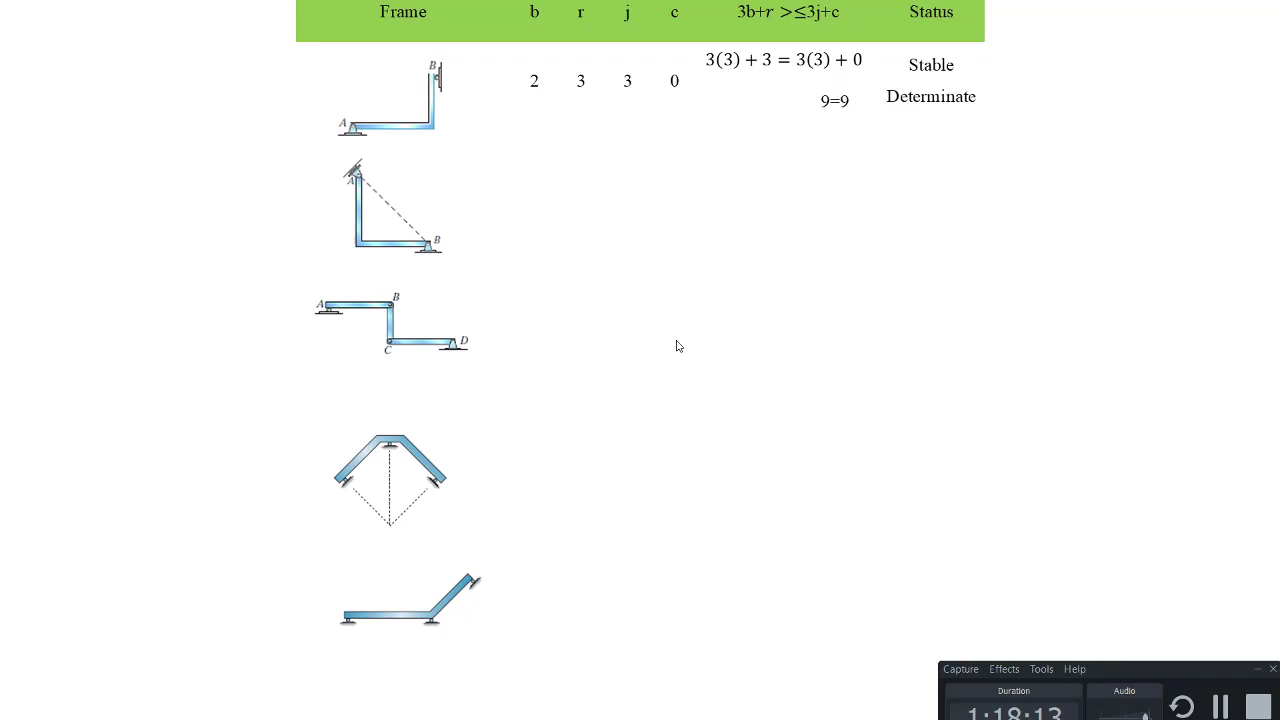 Frame b r j c 3b+r >≤3j+c Status
B 3(3) + 3 = 3(3) + 0 Stable
2 3 3 0
A 9=9 Determinate
A
B
A B
C D
Capture Effects Tools Help
Duration Audio
1:18:13